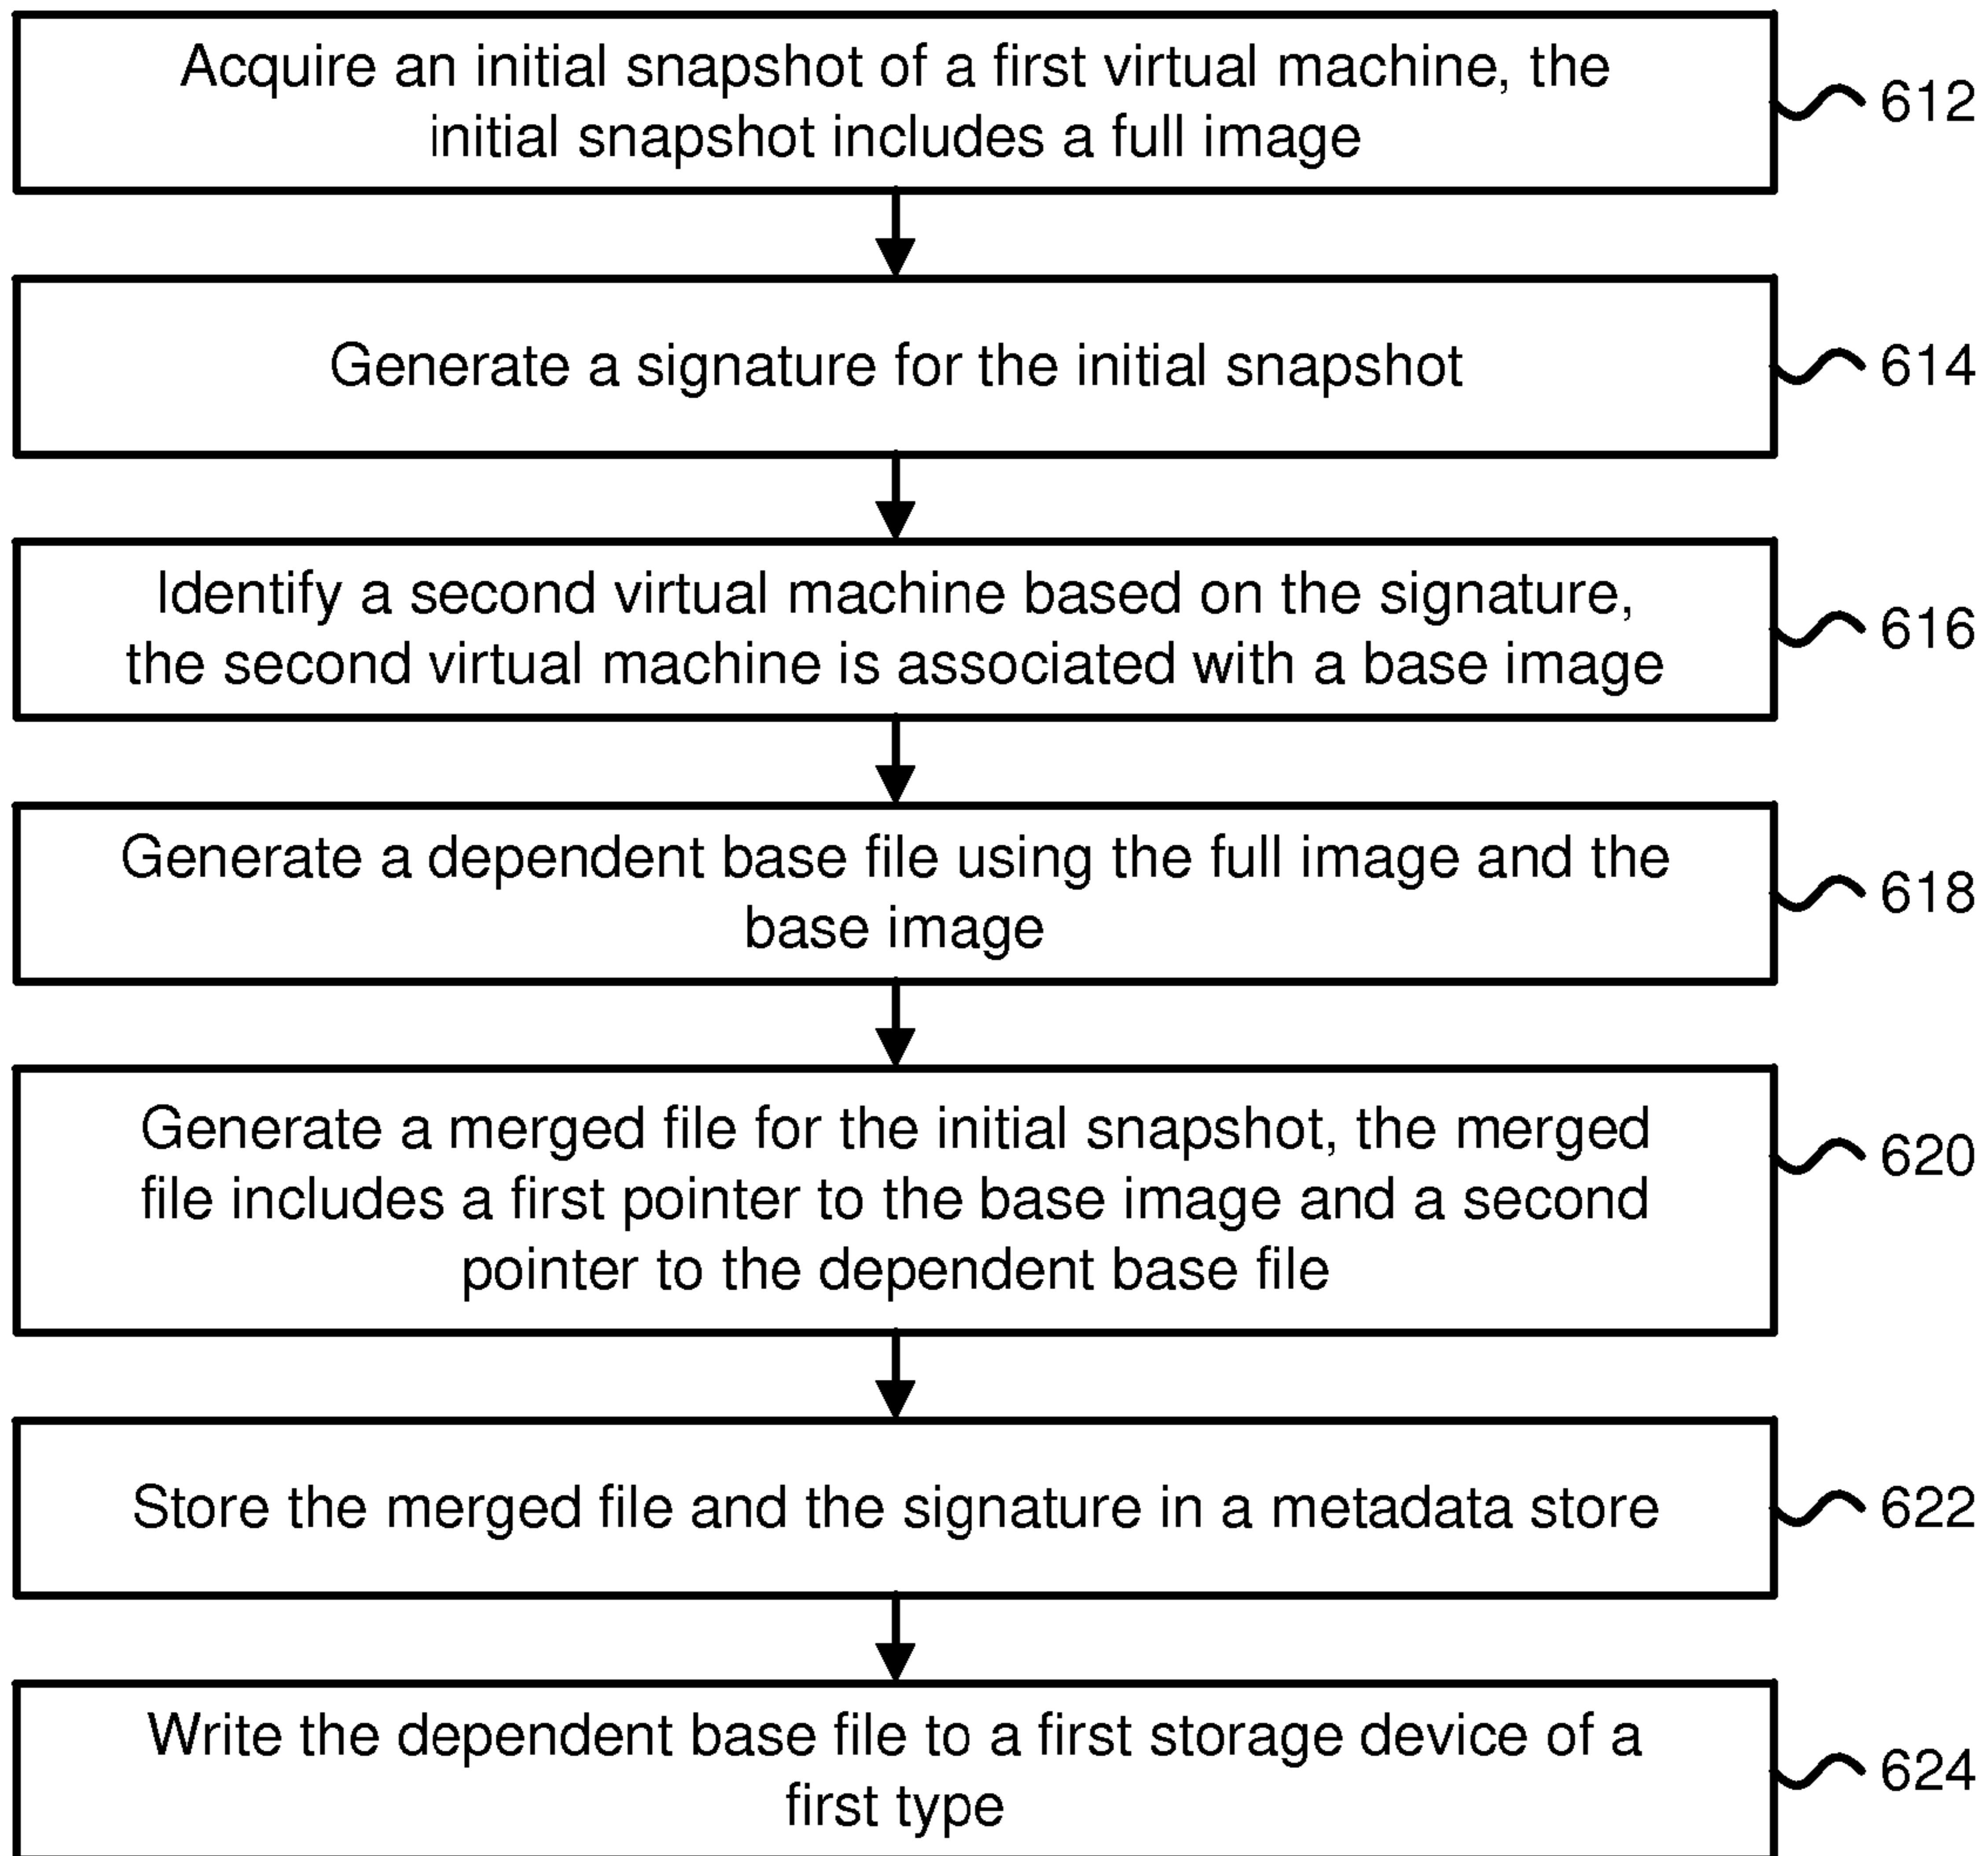 Acquire an initial snapshot of a first virtual machine, the
initial snapshot includes a full image
612
Generate a signature for the initial snapshot
614
Identify a second virtual machine based on the signature,
the second virtual machine is associated with a base image
616
Generate a dependent base file using the full image and the
base image
618
Generate a merged file for the initial snapshot, the merged
file includes a first pointer to the base image and a second
pointer to the dependent base file
620
Store the merged file and the signature in a metadata store
622
Write the dependent base file to a first storage device of a
first type
624